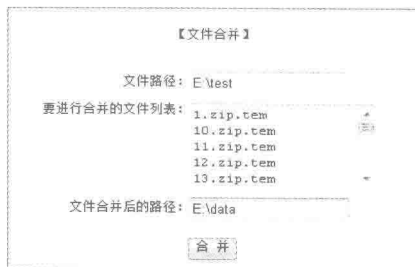 【文件合并】
文件路径: E:\test
要进行合并的文件列表: 1.zip.tem
10.zip.tem
11.zip.tem
12.zip.tem
13.zip.tem
文件合并后的路径: E:\data
合 并